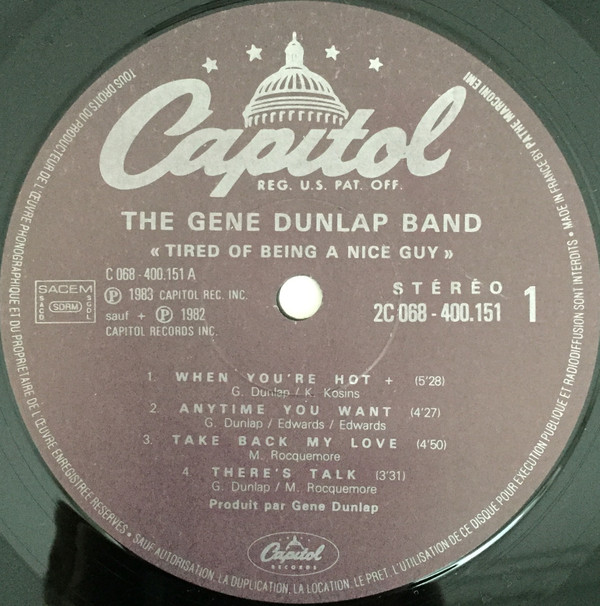 Capitol
REG. U.S. PAT. OFF.
THE GENE DUNLAP BAND
« TIRED OF BEING A NICE GUY »
C 068 - 400.151 A
Ⓟ 1983 CAPITOL REC. INC.
sauf + Ⓟ 1982
CAPITOL RECORDS INC.
SACEM
SACD
SDRM
SGDL
STÉRÉO
2C 068 - 400.151
1
1. WHEN YOU'RE HOT + (5'28)
G. Dunlap / K. Kosins
2. ANYTIME YOU WANT (4'27)
G. Dunlap / Edwards / Edwards
3. TAKE BACK MY LOVE (4'50)
M. Rocquemore
4. THERE'S TALK (3'31)
G. Dunlap / M. Rocquemore
Produit par Gene Dunlap
Capitol
RECORDS
TOUS DROITS DU PRODUCTEUR DE L'ŒUVRE PHONOGRAPHIQUE ET DU PROPRIETAIRE DE L'ŒUVRE ENREGISTREE RESERVES • SAUF AUTORISATION, LA DUPLICATION, LA LOCATION, LE PRET, L'UTILISATION DE CE DISQUE POUR EXECUTION PUBLIQUE ET RADIODIFFUSION SONT INTERDITS • MADE IN FRANCE BY PATHE MARCONI EMI